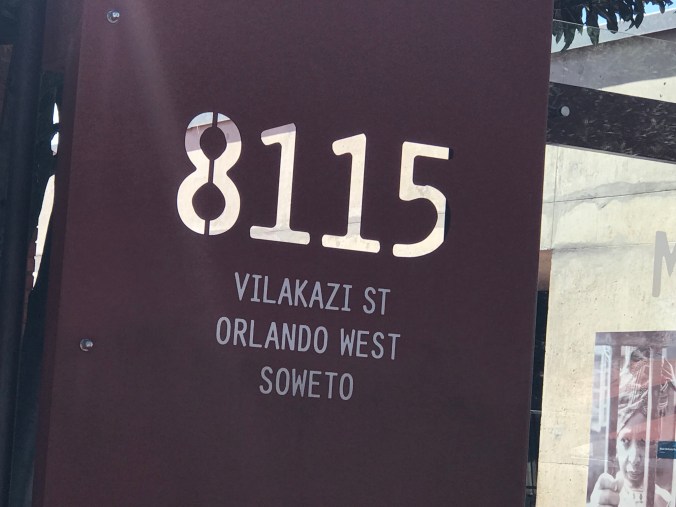 8115
VILAKAZI ST
ORLANDO WEST
SOWETO
M